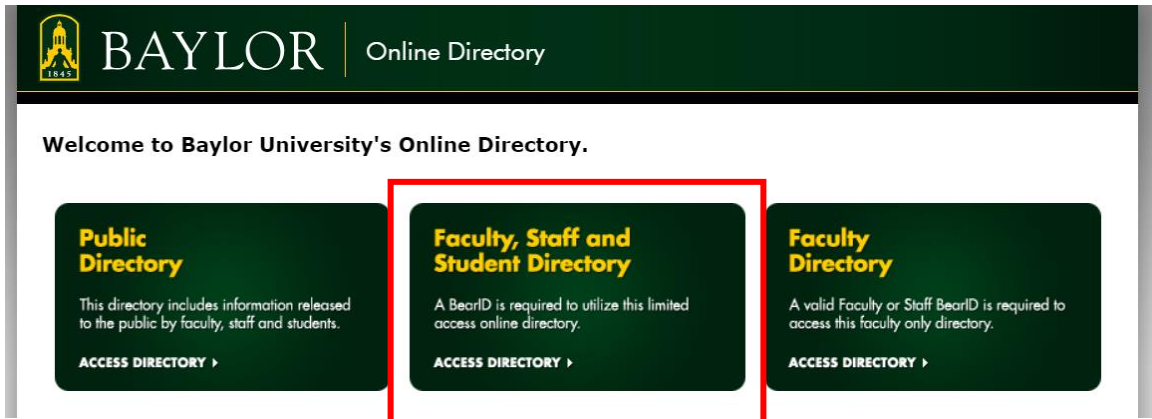 1845
BAYLOR
Online Directory
Welcome to Baylor University's Online Directory.
Public
Directory
This directory includes information released
to the public by faculty, staff and students.
ACCESS DIRECTORY
Faculty, Staff and
Student Directory
A BearID is required to utilize this limited
access online directory.
ACCESS DIRECTORY
Faculty
Directory
A valid Faculty or Staff BearID is required to
access this faculty only directory.
ACCESS DIRECTORY